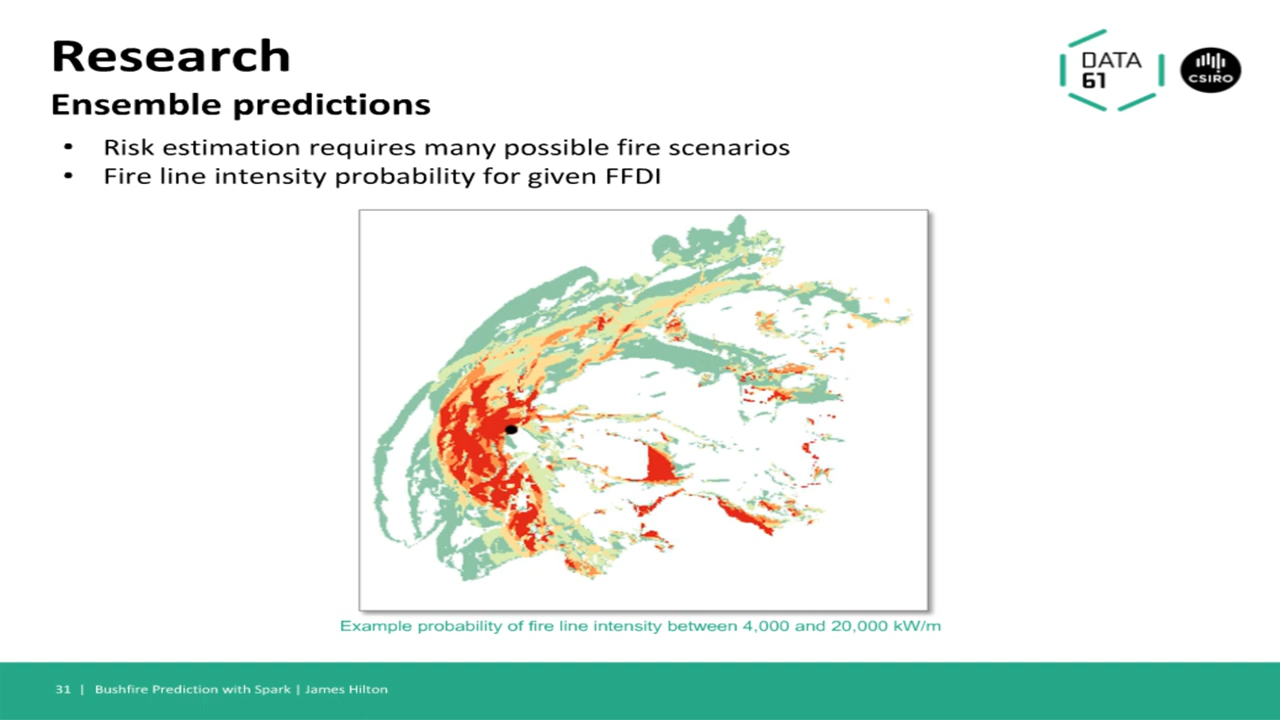 Research
Ensemble predictions
• Risk estimation requires many possible fire scenarios
• Fire line intensity probability for given FFDI
DATA
61
CSIRO
Example probability of fire line intensity between 4,000 and 20,000 kW/m
31 | Bushfire Prediction with Spark | James Hilton